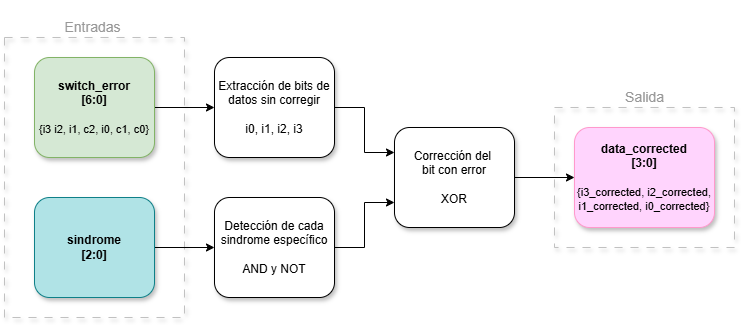 Entradas
switch_error
[6:0]
{i3 i2, i1, c2, i0, c1, c0}
sindrome
[2:0]
Extracción de bits de
datos sin corregir
i0, i1, i2, i3
Detección de cada
sindrome específico
AND y NOT
Corrección del
bit con error
XOR
Salida
data_corrected
[3:0]
{i3_corrected, i2_corrected,
i1_corrected, i0_corrected}